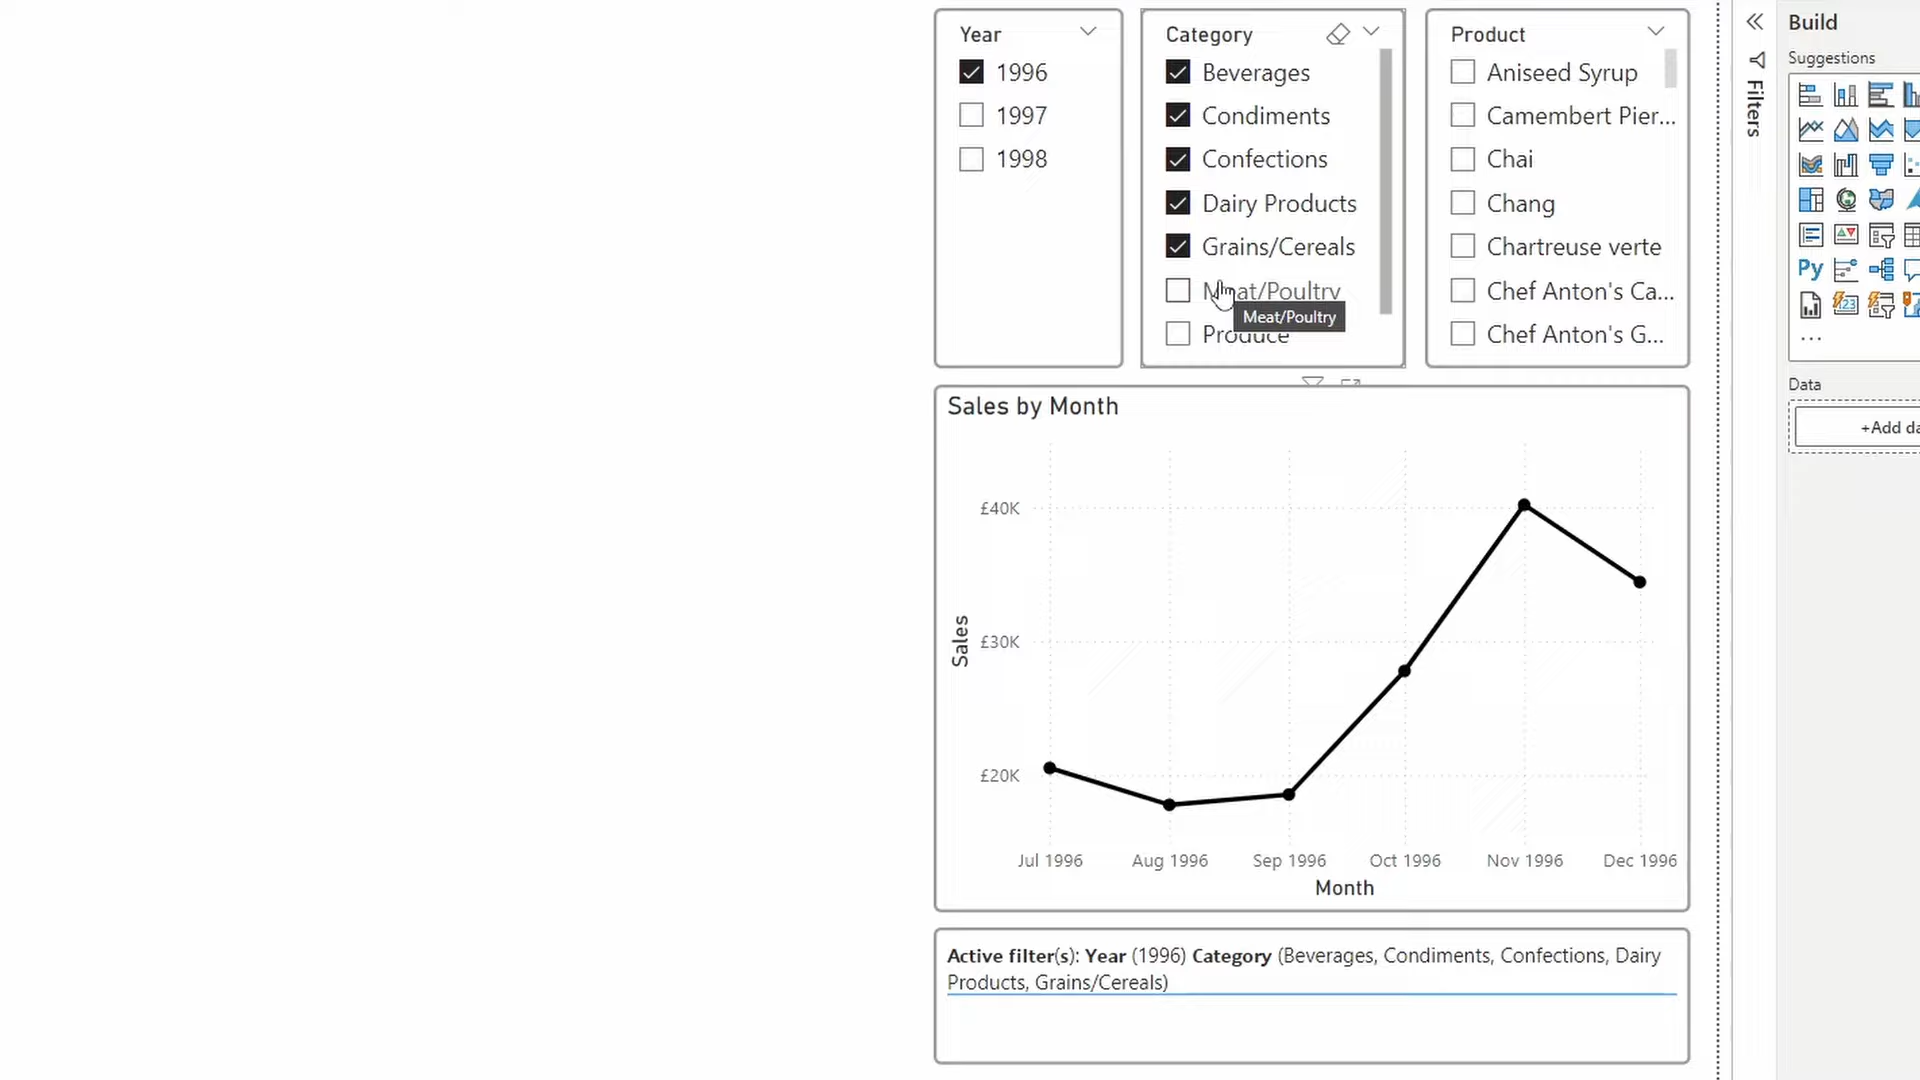 Year
1996
1997
1998
Category
Beverages
Condiments
Confections
Dairy Products
Grains/Cereals
Meat/Poultry
Meat/Poultry
Produce
Product
Aniseed Syrup
Camembert Pier...
Chai
Chang
Chartreuse verte
Chef Anton's Ca...
Chef Anton's G...
Filters
Build
Suggestions
Py
123
...
Data
+Add da
Sales by Month
Sales
£40K
£30K
£20K
Jul 1996 Aug 1996 Sep 1996 Oct 1996 Nov 1996 Dec 1996
Month
Active filter(s): Year (1996) Category (Beverages, Condiments, Confections, Dairy
Products, Grains/Cereals)